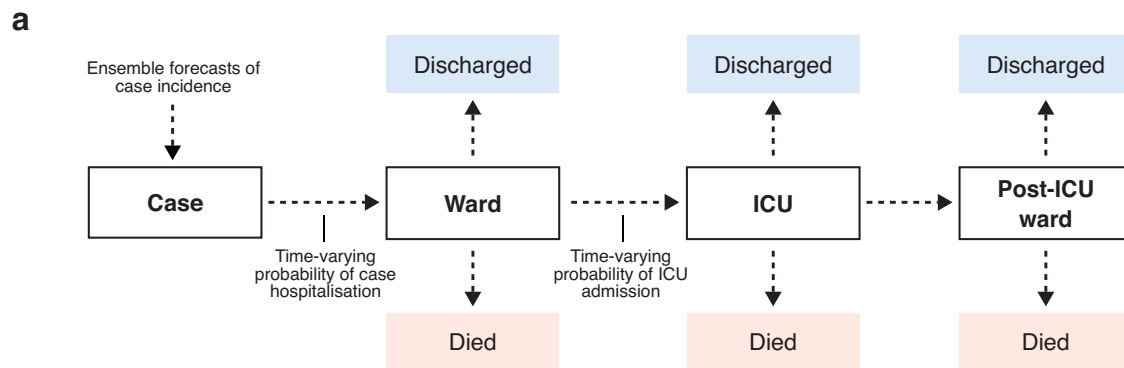 a
Ensemble forecasts of
case incidence
Discharged
Discharged
Discharged
Case
Ward
ICU
Post-ICU
ward
Time-varying
probability of case
hospitalisation
Time-varying
probability of ICU
admission
Died
Died
Died